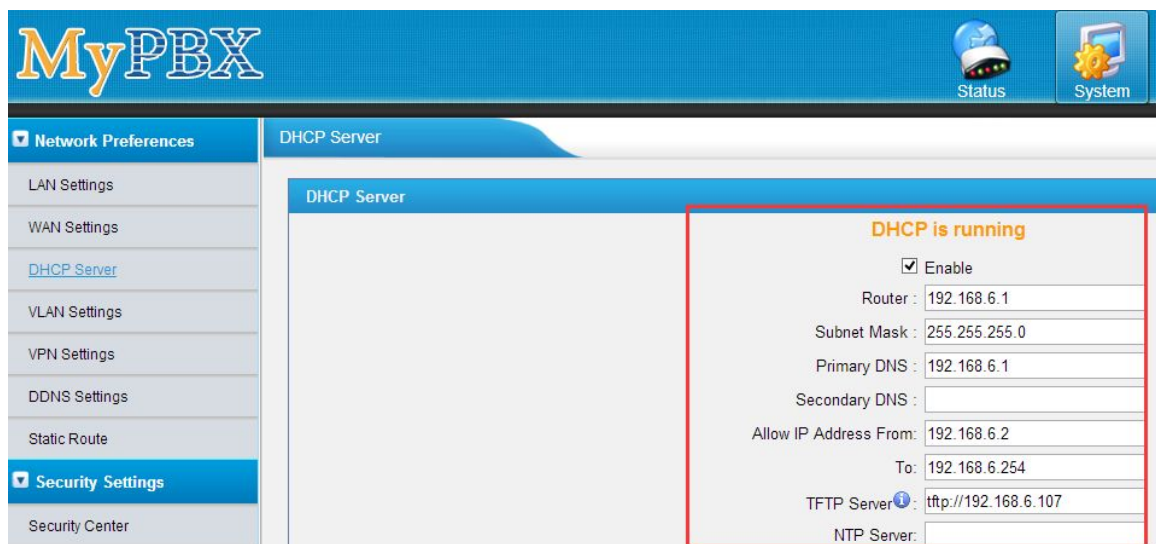 MyPBX
Status
System
Network Preferences
DHCP Server
LAN Settings
DHCP Server
WAN Settings
DHCP is running
DHCP Server
Enable
Router : 192.168.6.1
VLAN Settings
Subnet Mask : 255.255.255.0
VPN Settings
Primary DNS : 192.168.6.1
DDNS Settings
Secondary DNS :
Static Route
Allow IP Address From: 192.168.6.2
To: 192.168.6.254
Security Settings
TFTP Server : tftp://192.168.6.107
Security Center
NTP Server: